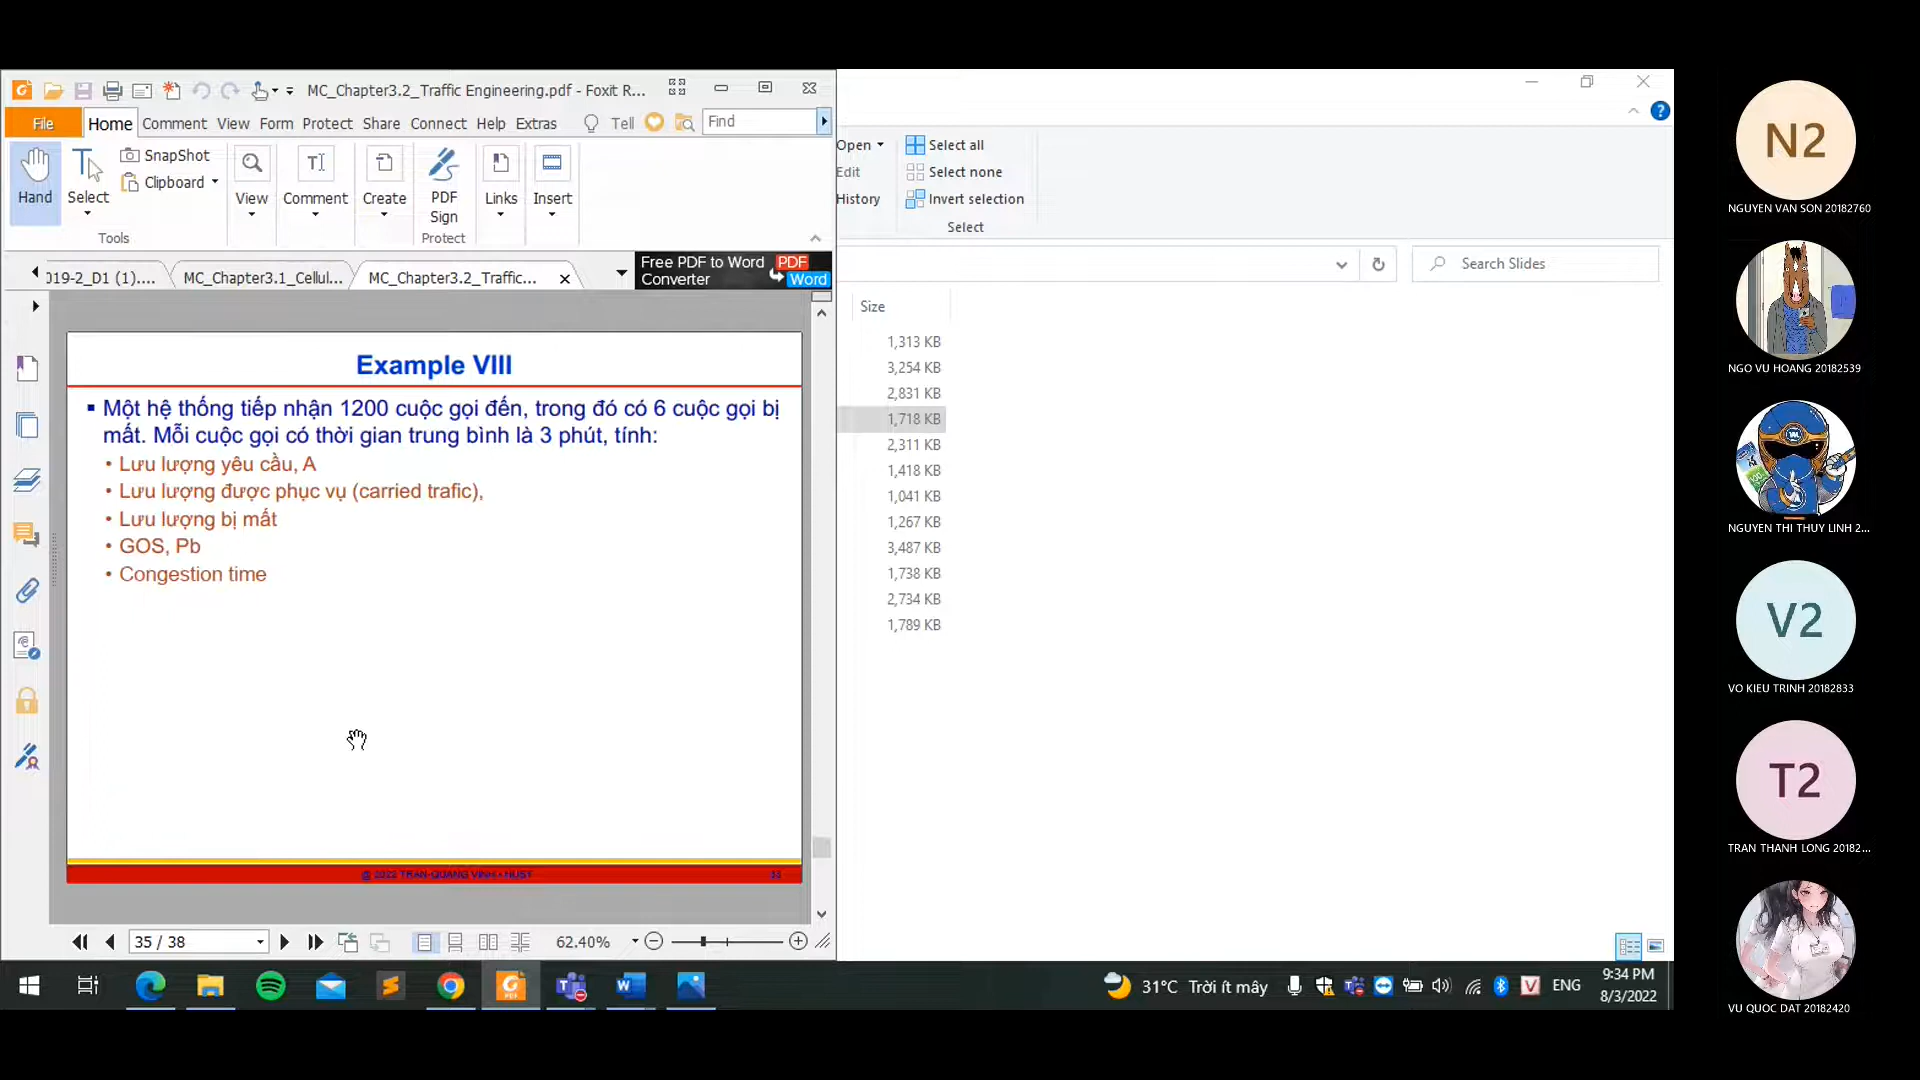 MC_Chapter3.2_Traffic Engineering.pdf - Foxit R...
File Home Comment View Form Protect Share Connect Help Extras Tell Find
Hand
Select
SnapShot
Clipboard
Tools
View
Comment
Create
PDF
Sign
Protect
Links
Insert
019-2_D1 (1)....
MC_Chapter3.1_Cellul...
MC_Chapter3.2_Traffic...
Free PDF to Word
Converter
PDF
Word
Example VIII
Một hệ thống tiếp nhận 1200 cuộc gọi đến, trong đó có 6 cuộc gọi bị
mất. Mỗi cuộc gọi có thời gian trung bình là 3 phút, tính:
• Lưu lượng yêu cầu, A
• Lưu lượng được phục vụ (carried trafic),
• Lưu lượng bị mất
• GOS, Pb
• Congestion time
@ 2022 TRAN-QUANG VINH - HUST
35 / 38
62.40%
Open
Edit
History
Select all
Select none
Invert selection
Select
Search Slides
Size
1,313 KB
3,254 KB
2,831 KB
1,718 KB
2,311 KB
1,418 KB
1,041 KB
1,267 KB
3,487 KB
1,738 KB
2,734 KB
1,789 KB
31°C Trời ít mây
ENG
9:34 PM
8/3/2022
N2
NGUYEN VAN SON 20182760
NGO VU HOANG 20182539
NGUYEN THI THUY LINH 2...
V2
VO KIEU TRINH 20182833
T2
TRAN THANH LONG 20182...
VU QUOC DAT 20182420